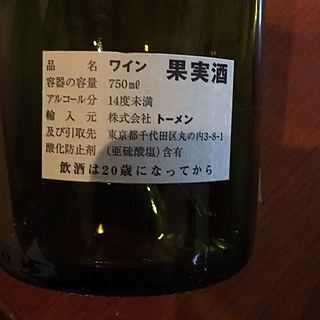 品名 ワイン 果実酒
容器の容量 750㎖
アルコール分 14度未満
輸入元 株式会社 トーメン
及び引取先 東京都千代田区丸の内3-8-1
酸化防止剤 (亜硫酸塩)含有
飲酒は20歳になってから